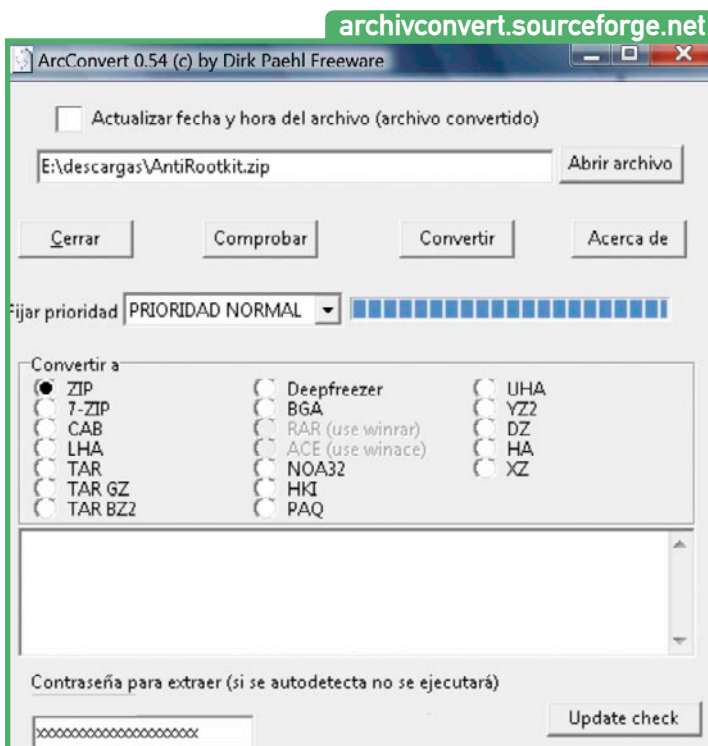 archivconvert.sourceforge.net
ArcConvert 0.54 (c) by Dirk Paehl Freeware
Actualizar fecha y hora del archivo (archivo convertido)
E:\descargas\AntiRootkit.zip
Abrir archivo
Cerrar
Comprobar
Convertir
Acerca de
Fijar prioridad
PRIORIDAD NORMAL
Convertir a
ZIP
7-ZIP
CAB
LHA
TAR
TAR GZ
TAR BZ2
Deepfreezer
BGA
RAR (use winrar)
ACE (use winace)
NOA32
HKI
PAQ
UHA
YZ2
DZ
HA
XZ
Contraseña para extraer (si se autodetecta no se ejecutará)
Update check